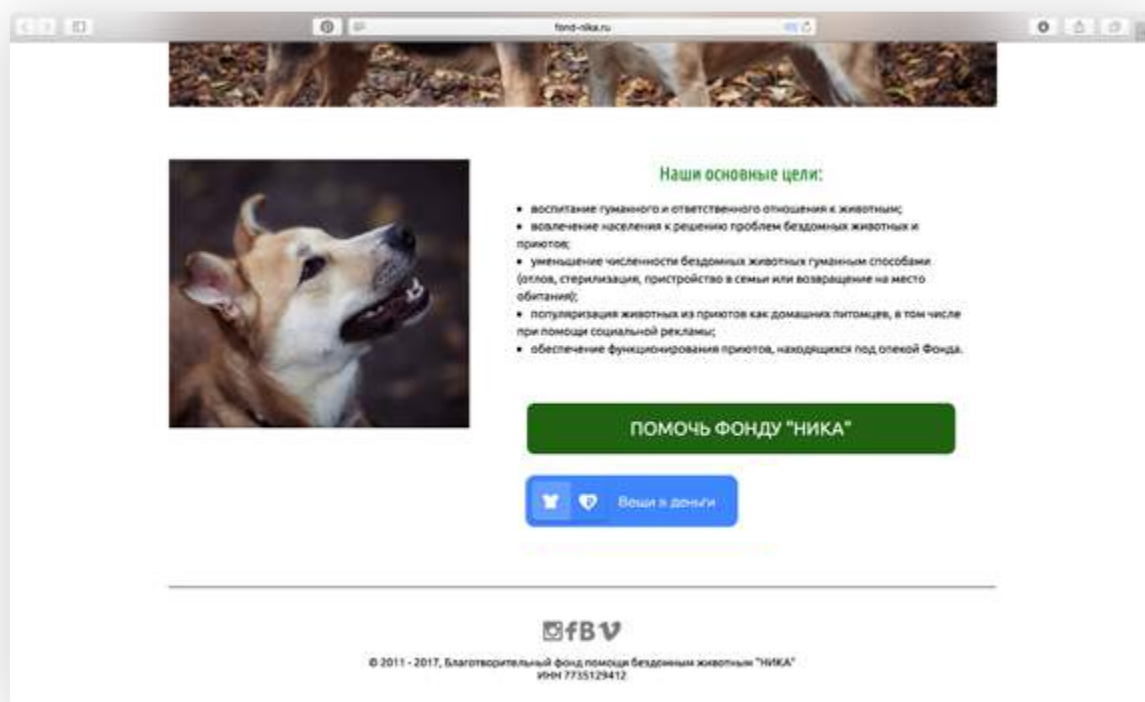 fond-nika.ru
Наши основные цели:
• воспитание гуманного и ответственного отношения к животным;
• вовлечение населения к решению проблем бездомных животных и
приютов;
• уменьшение численности бездомных животных гуманным способами
(отлов, стерилизация, пристройство в семьи или возвращение на место
обитания);
• популяризация животных из приютов как домашних питомцев, в том числе
при помощи социальной рекламы;
• обеспечение функционирования приютов, находящихся под опекой Фонда.
ПОМОЧЬ ФОНДУ "НИКА"
Вещи в деньги
© 2011 - 2017, Благотворительный фонд помощи бездомным животным "НИКА"
ИНН 7735129412